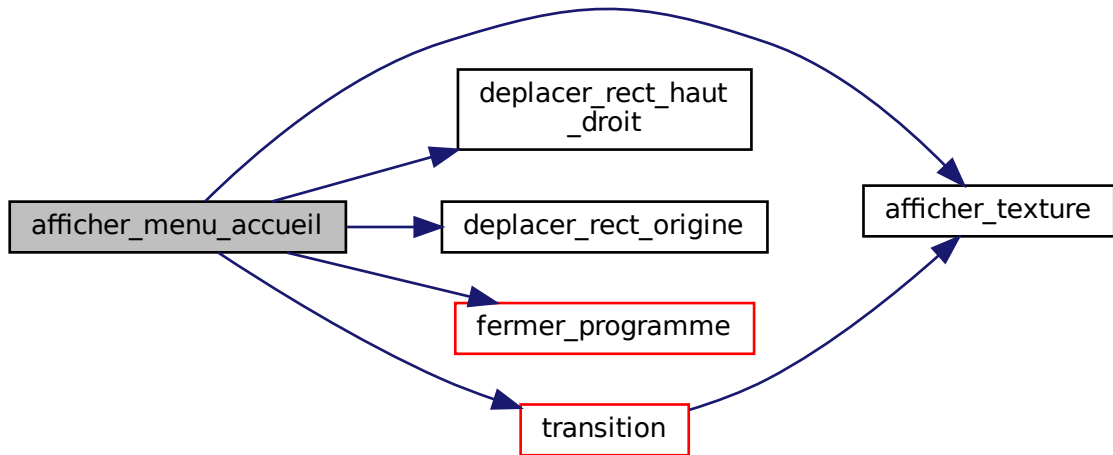 deplacer_rect_haut
_droit
afficher_menu_accueil
deplacer_rect_origine
afficher_texture
fermer_programme
transition